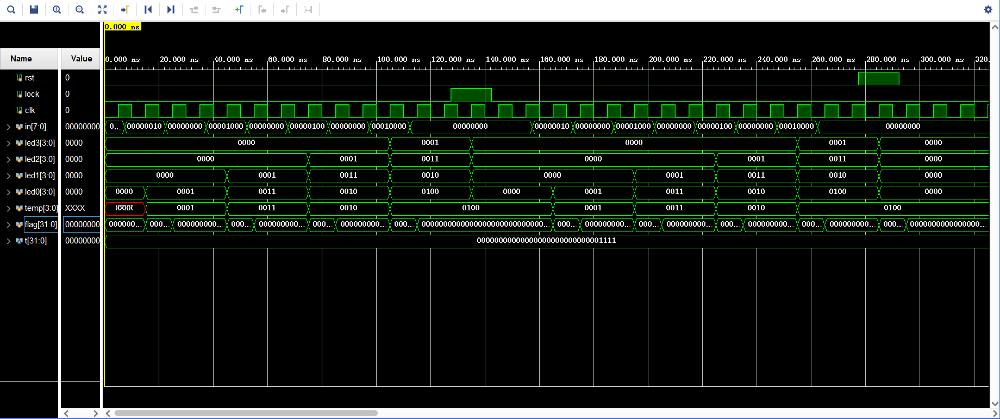 0.000 ns
Name Value 0.000 ns 20.000 ns 40.000 ns 60.000 ns 80.000 ns 100.000 ns 120.000 ns 140.000 ns 160.000 ns 180.000 ns 200.000 ns 220.000 ns 240.000 ns 260.000 ns 280.000 ns 300.000 ns 320.
rst 0
lock 0
clk 0
in[7:0] 00000000 0... 00000010 00000000 00001000 00000000 00000100 00000000 00010000 00000000 00000010 00000000 00001000 00000000 00000100 00000000 00010000 00000000
led3[3:0] 0000 0000 0001 0000 0001 0000
led2[3:0] 0000 0000 0001 0011 0000 0001 0011 0000
led1[3:0] 0000 0000 0001 0011 0010 0000 0001 0011 0010 0000
led0[3:0] 0000 0000 0001 0011 0010 0100 0000 0001 0011 0010 0100 0000
temp[3:0] XXXX XXXX 0001 0011 0010 0100 0001 0011 0010 0100
flag[31:0] 00000000 000000... 000... 000000000... 000... 000000000... 000... 000000000... 000... 00000000000000000000000000... 000... 000000000... 000... 000000000... 000... 000000000... 000... 000000000... 000... 0000000000000000...
t[31:0] 00000000 00000000000000000000000000001111